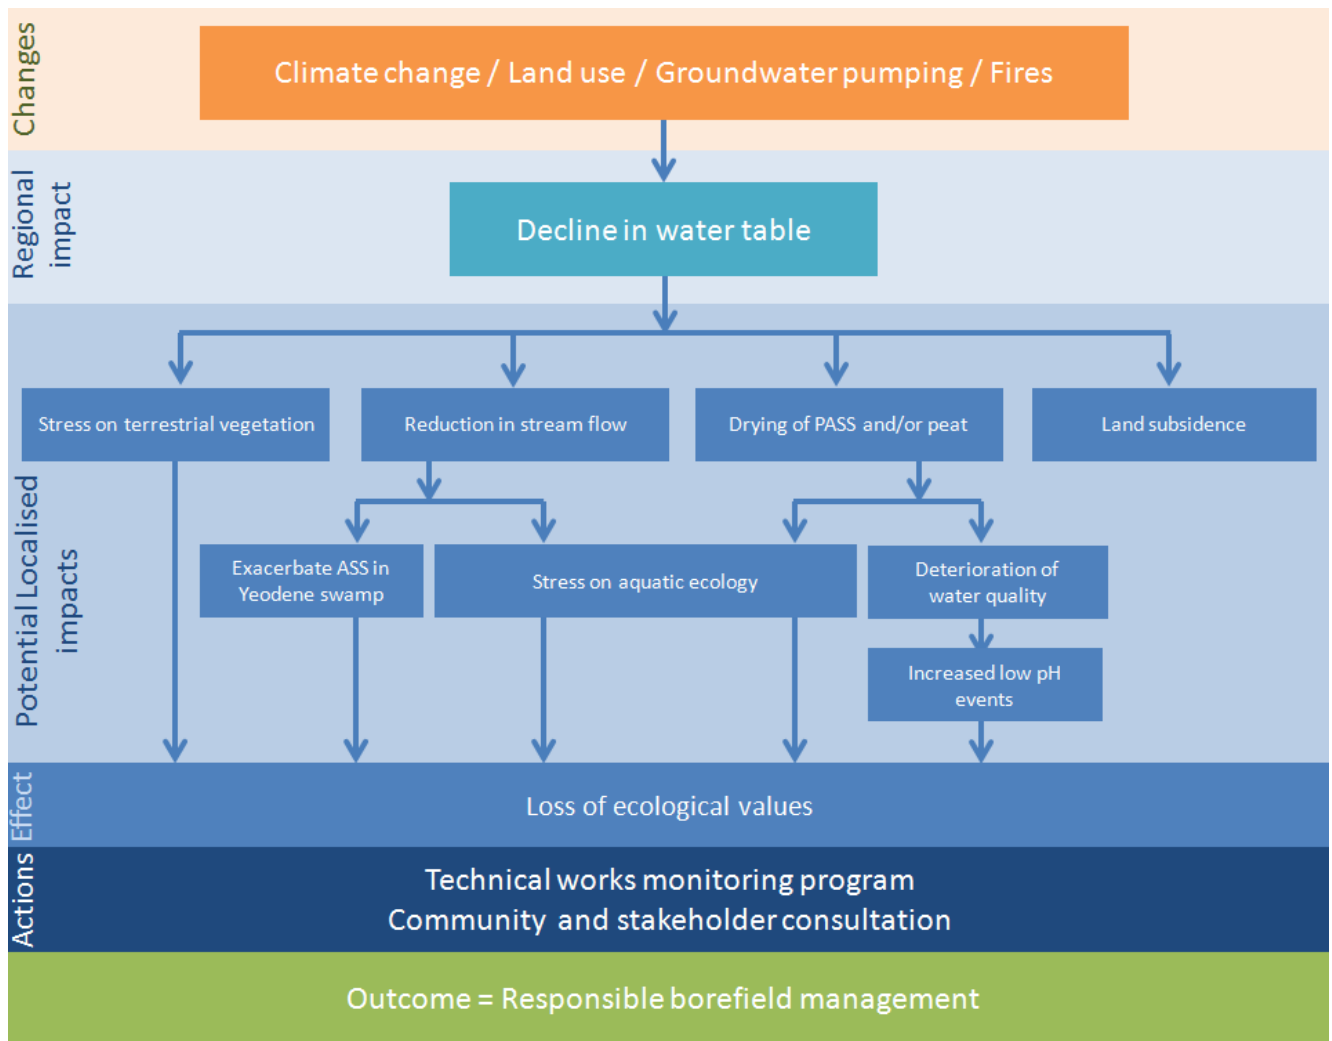 Changes
Climate change / Land use / Groundwater pumping / Fires
Regional
impact
Decline in water table
Potential Localised
impacts
Stress on terrestrial vegetation
Reduction in stream flow
Drying of PASS and/or peat
Land subsidence
Exacerbate ASS in
Yeodene swamp
Stress on aquatic ecology
Deterioration of
water quality
Increased low pH
events
Effect
Loss of ecological values
Actions
Technical works monitoring program
Community and stakeholder consultation
Outcome = Responsible borefield management